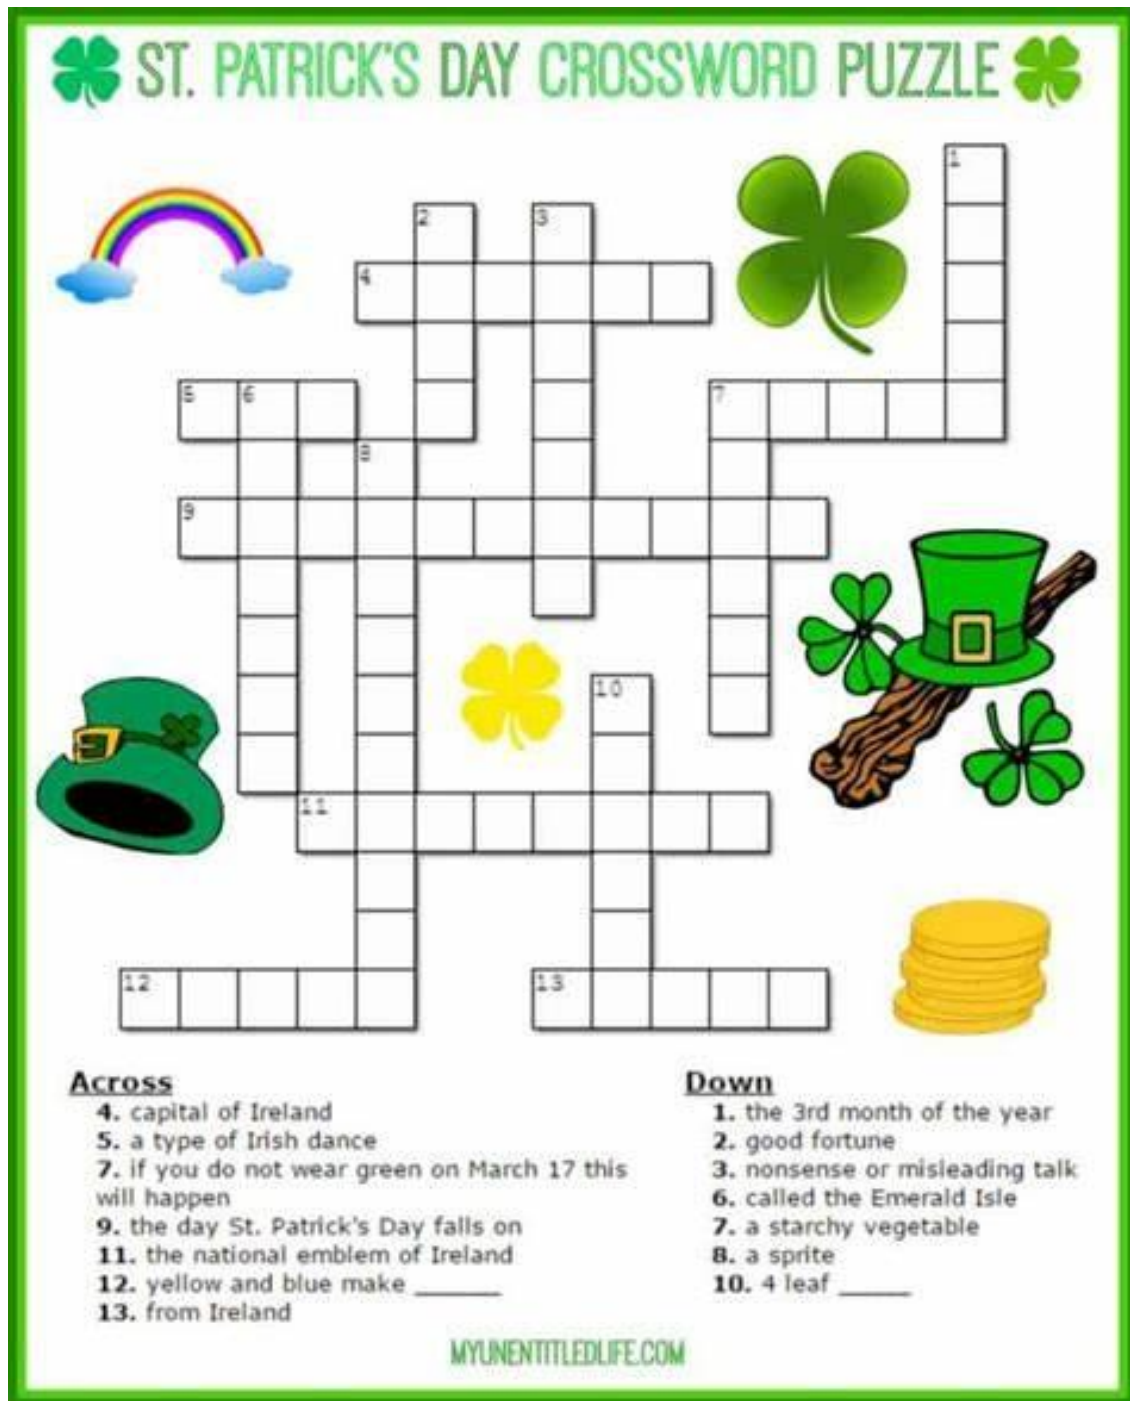 ST. PATRICK'S DAY CROSSWORD PUZZLE
1
2
3
4
5
6
7
8
9
10
11
12
13
Across
4. capital of Ireland
5. a type of Irish dance
7. if you do not wear green on March 17 this
will happen
9. the day St. Patrick's Day falls on
11. the national emblem of Ireland
12. yellow and blue make ______
13. from Ireland
Down
1. the 3rd month of the year
2. good fortune
3. nonsense or misleading talk
6. called the Emerald Isle
7. a starchy vegetable
8. a sprite
10. 4 leaf _____
MYUNENTITLEDLIFE.COM